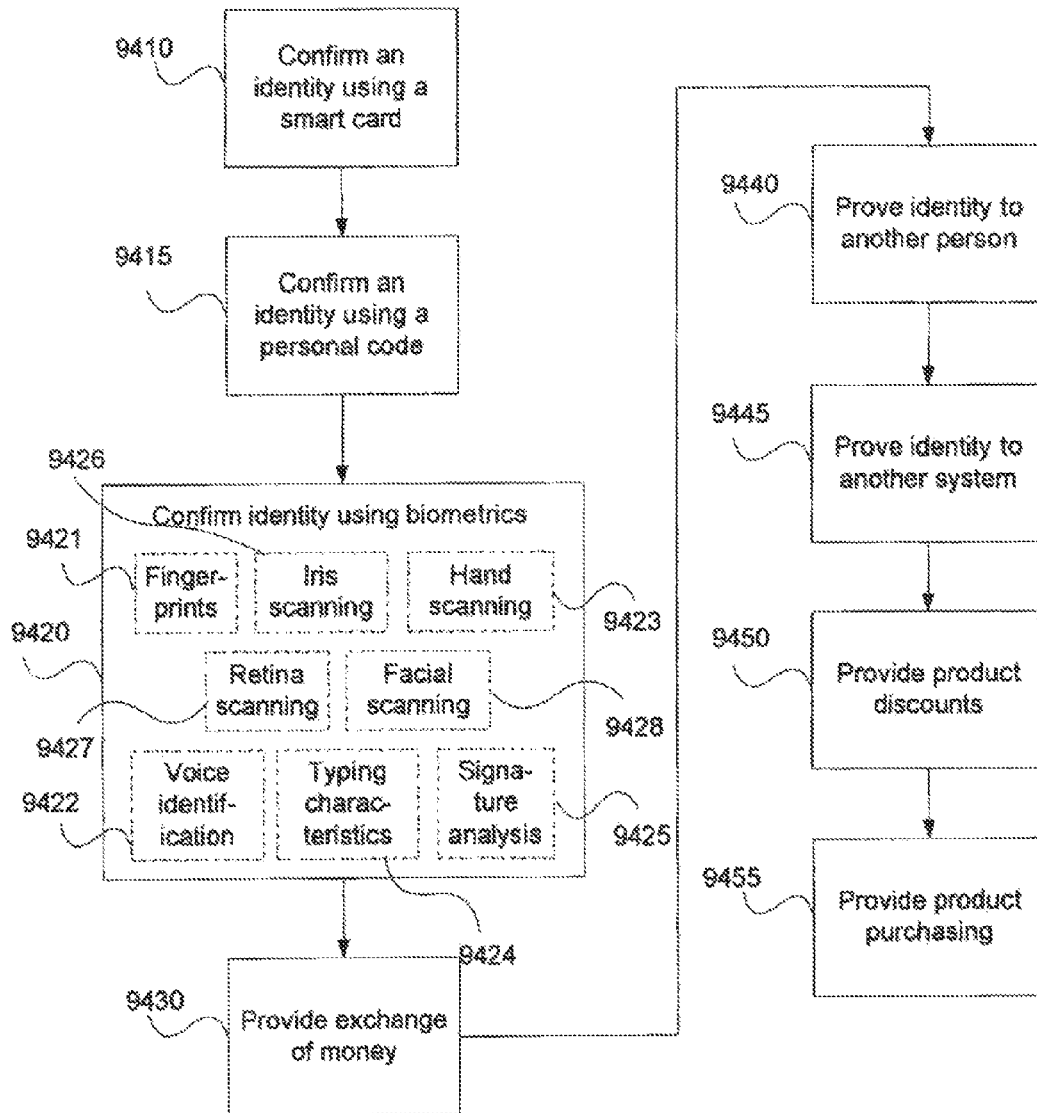 9410
Confirm an
identity using a
smart card
9415
Confirm an
identity using a
personal code
9426
Confirm identity using biometrics
9421
Finger-
prints
Iris
scanning
Hand
scanning
9423
9420
Retina
scanning
Facial
scanning
9427
9428
9422
Voice
identif-
ication
Typing
charac-
teristics
Signa-
ture
analysis
9425
9424
9430
Provide exchange
of money
9440
Prove identity to
another person
9445
Prove identity to
another system
9450
Provide product
discounts
9455
Provide product
purchasing